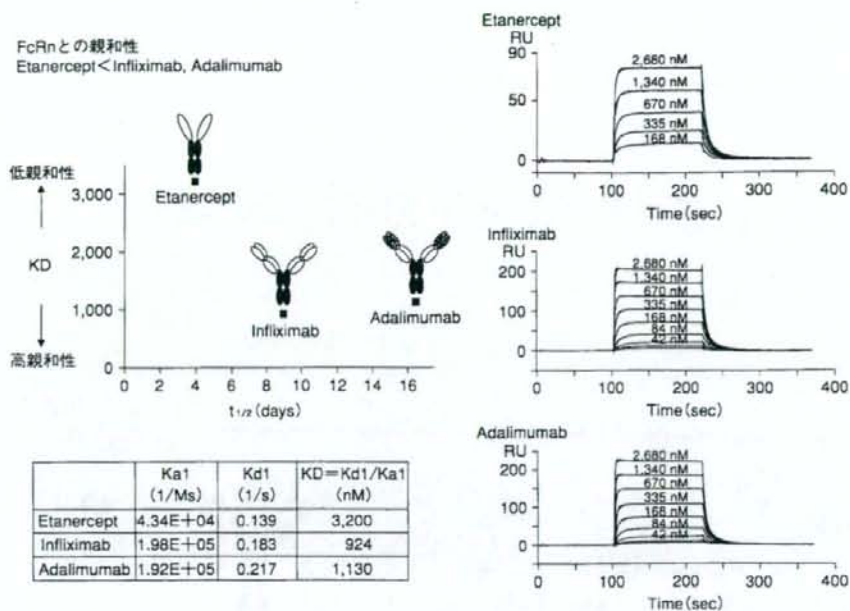 FcRnとの親和性
Etanercept<Infliximab, Adalimumab
低親和性
KD
高親和性
3,000
2,000
1,000
0
Etanercept
Infliximab
Adalimumab
0 2 4 6 8 10 12 14 16
t1/2(days)
Ka1 Kd1 KD=Kd1/Ka1
(1/Ms) (1/s) (nM)
Etanercept 4.34E+04 0.139 3,200
Infliximab 1.98E+05 0.183 924
Adalimumab 1.92E+05 0.217 1,130
Etanercept
RU
90
50
0
2,680 nM
1,340 nM
670 nM
335 nM
168 nM
0 100 200 300 400
Time(sec)
Infliximab
RU
200
100
0
2,680 nM
1,340 nM
670 nM
335 nM
168 nM
84 nM
42 nM
0 100 200 300 400
Time(sec)
Adalimumab
RU
200
100
0
2,680 nM
1,340 nM
670 nM
335 nM
168 nM
84 nM
42 nM
0 100 200 300 400
Time(sec)